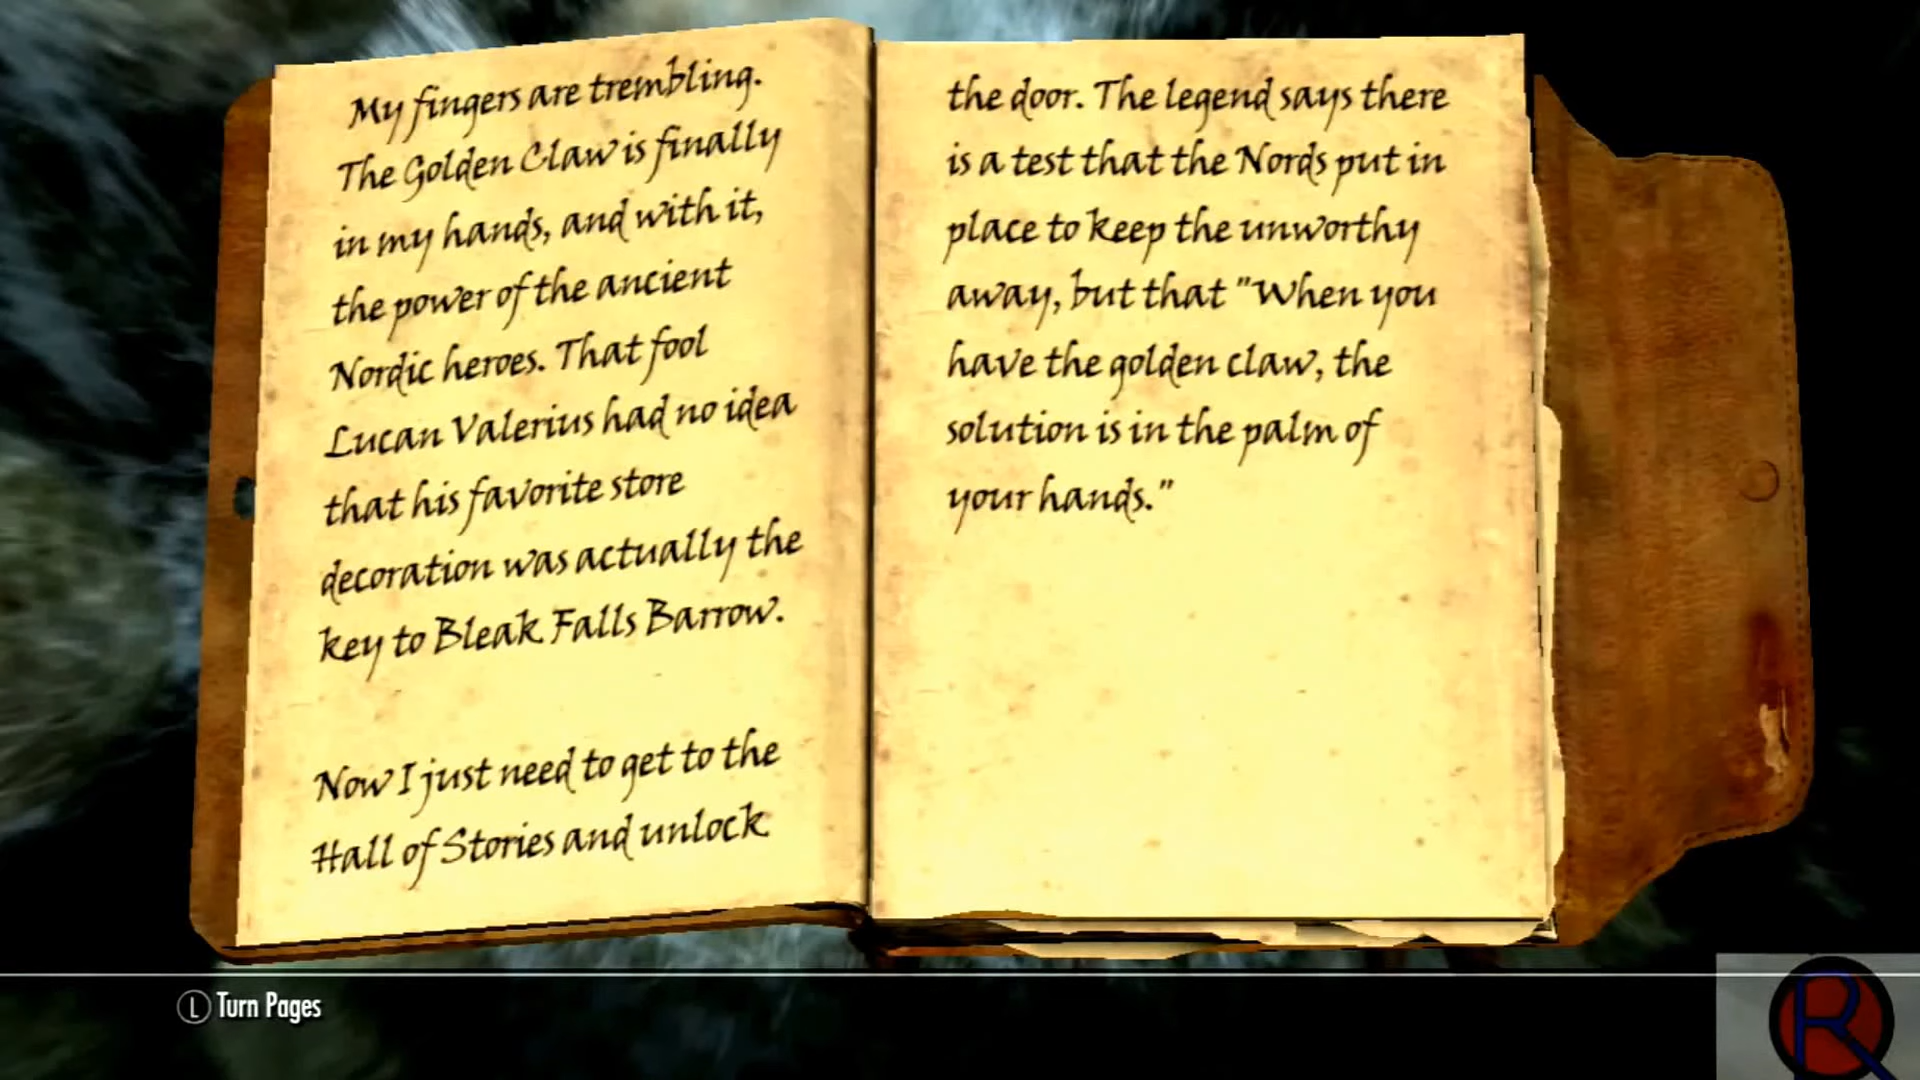 My fingers are trembling.
The Golden Claw is finally
in my hands, and with it,
the power of the ancient
Nordic heroes. That fool
Lucan Valerius had no idea
that his favorite store
decoration was actually the
key to Bleak Falls Barrow.
Now I just need to get to the
Hall of Stories and unlock
the door. The legend says there
is a test that the Nords put in
place to keep the unworthy
away, but that "When you
have the golden claw, the
solution is in the palm of
your hands."
L Turn Pages
R